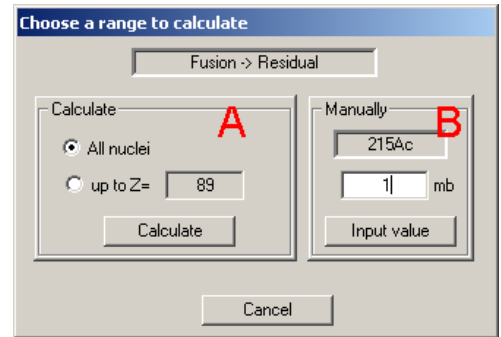 Choose a range to calculate
Fusion -> Residual
Calculate A
All nuclei
up to Z= 89
Calculate
Manually B
215Ac
1 mb
Input value
Cancel